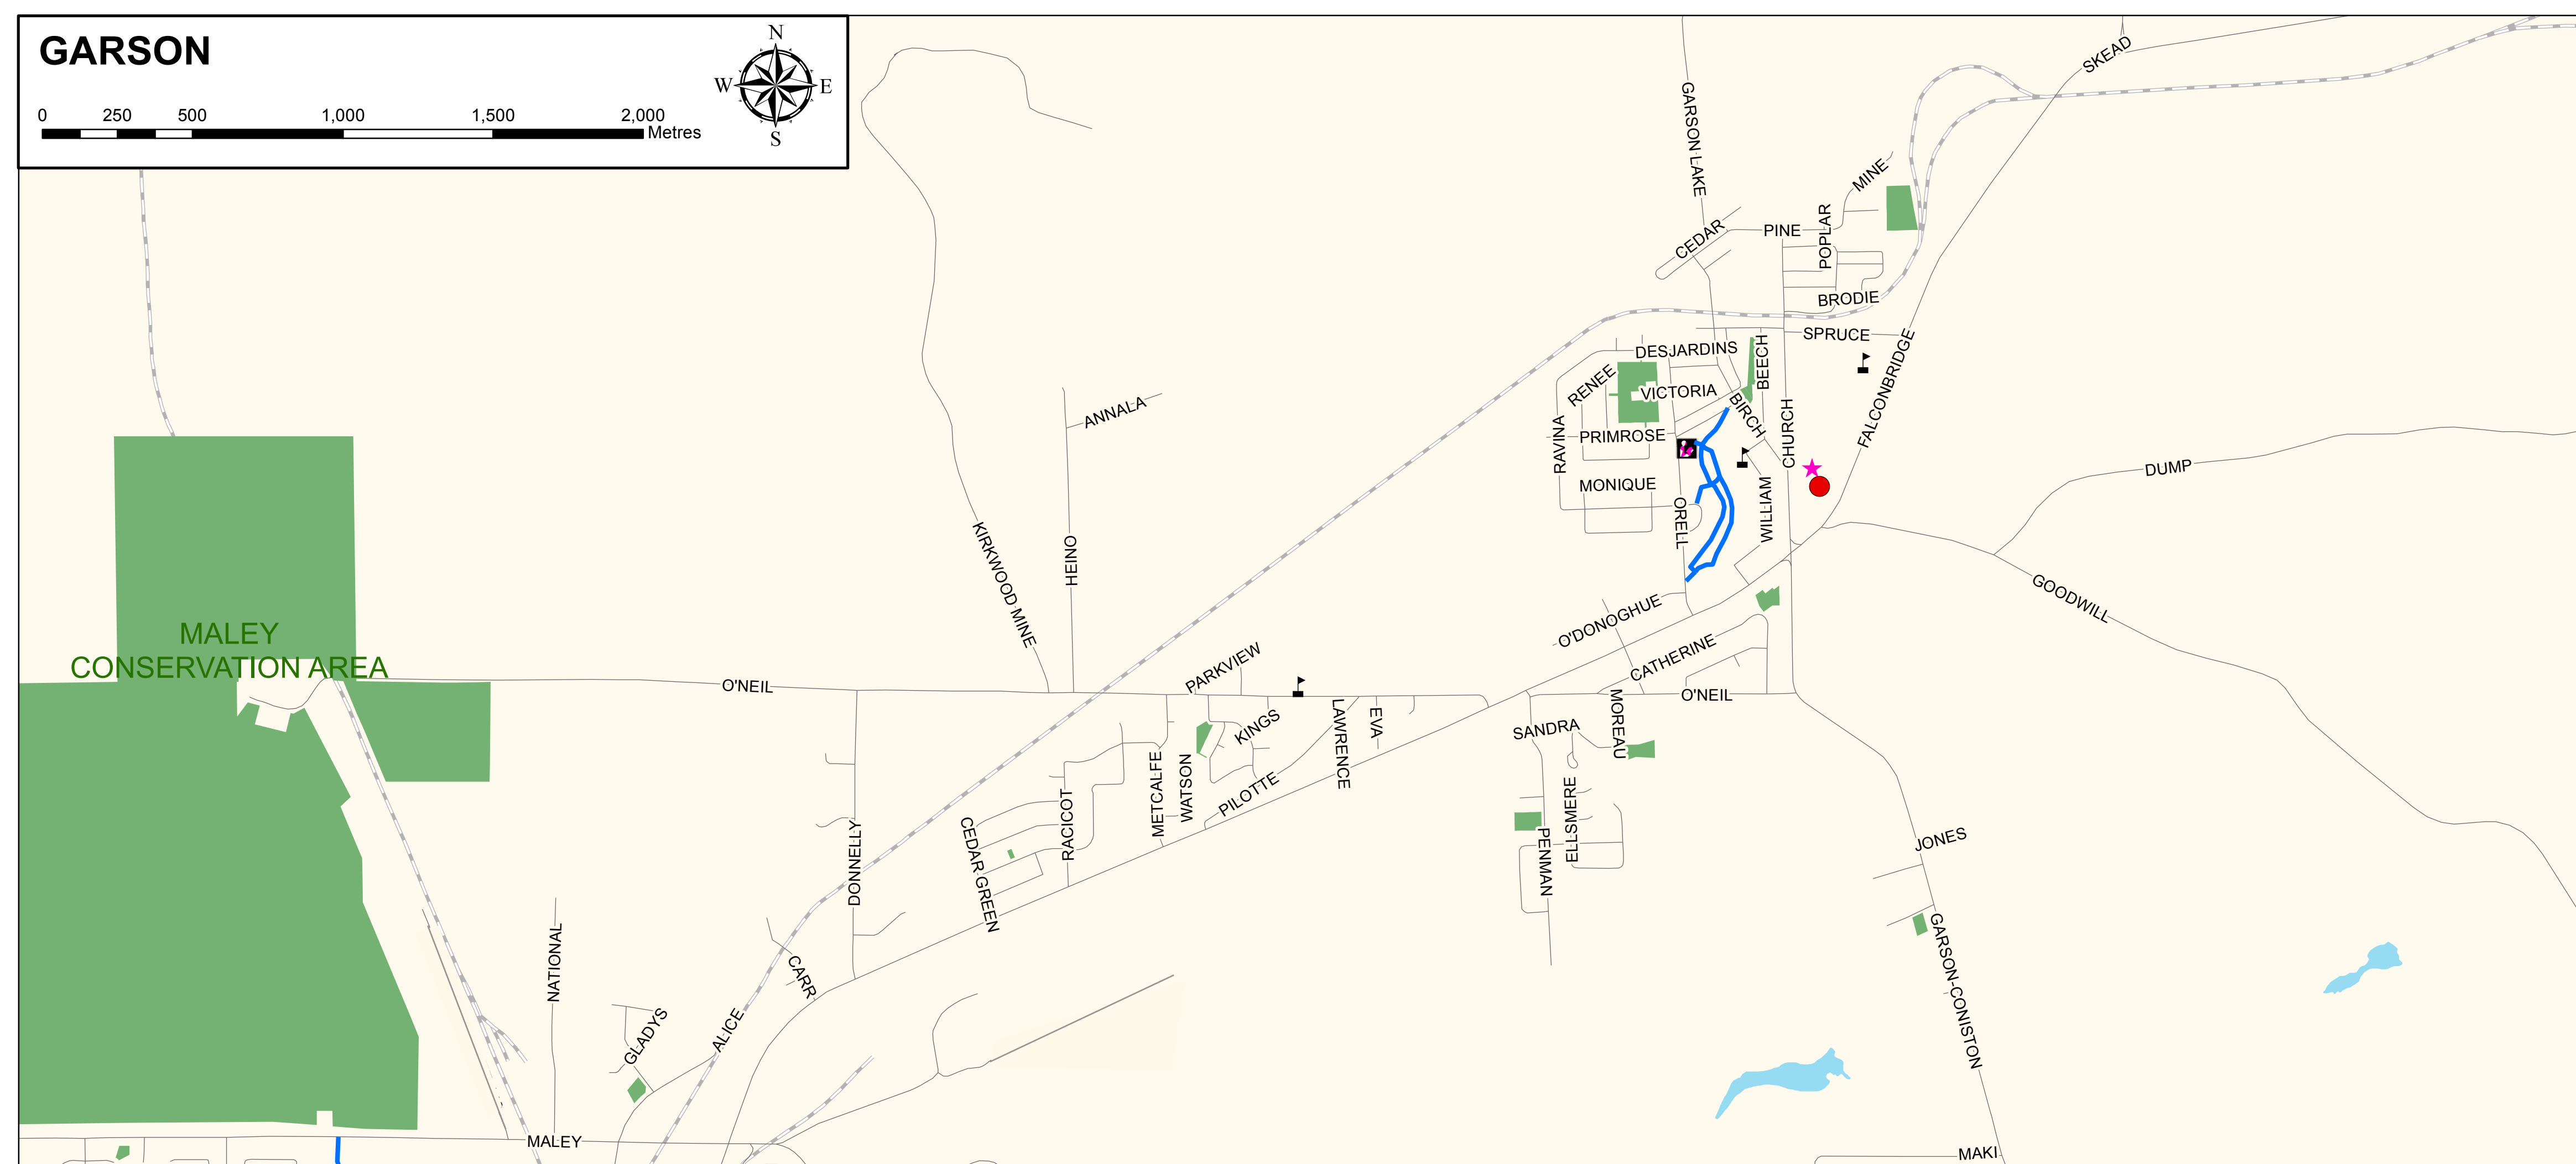 GARSON
N
W E
S
0 250 500 1,000 1,500 2,000
Metres
SKEAD
GARSON LAKE
MINE
CEDAR
PINE
POPLAR
BRODIE
SPRUCE
DESJARDINS
BEECH
FALCONBRIDGE
RENEE
VICTORIA
BIRCH
CHURCH
ANNALA
RAVINA
PRIMROSE
MONIQUE
ORELL
WILLIAM
DUMP
KIRKWOOD MINE
HEINO
GOODWILL
O'DONOGHUE
CATHERINE
MALEY
CONSERVATION AREA
O'NEIL
PARKVIEW
O'NEIL
KINGS
LAWRENCE
EVA
SANDRA
MOREAU
METCALFE
WATSON
PILOTTE
RACICOT
CEDAR GREEN
DONNELLY
ELLSMERE
PENMAN
JONES
NATIONAL
CARR
GLADYS
ALICE
GARSON-CONISTON
MALEY
MAKI